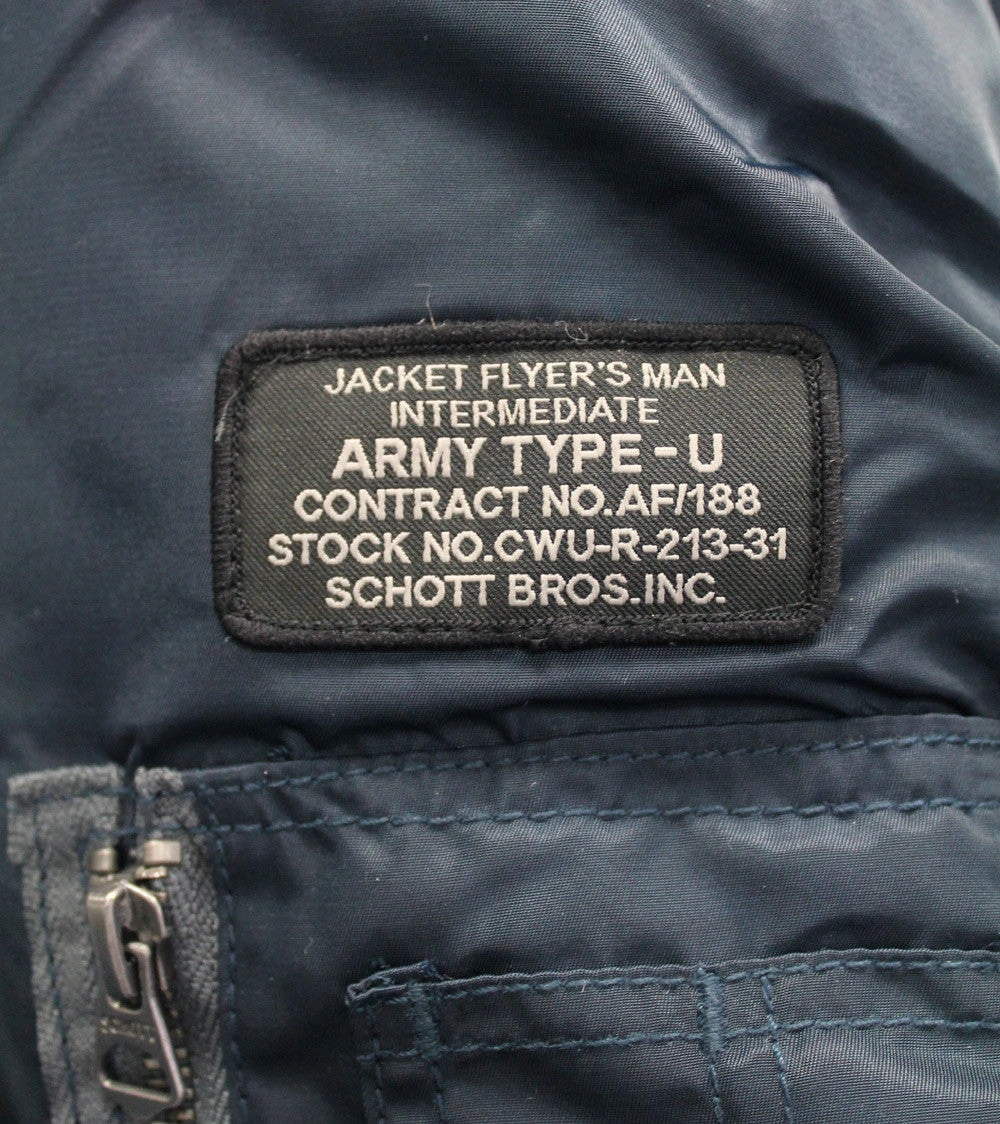 JACKET FLYER'S MAN
INTERMEDIATE
ARMY TYPE-U
CONTRACT NO.AF/188
STOCK NO.CWU-R-213-31
SCHOTT BROS.INC.